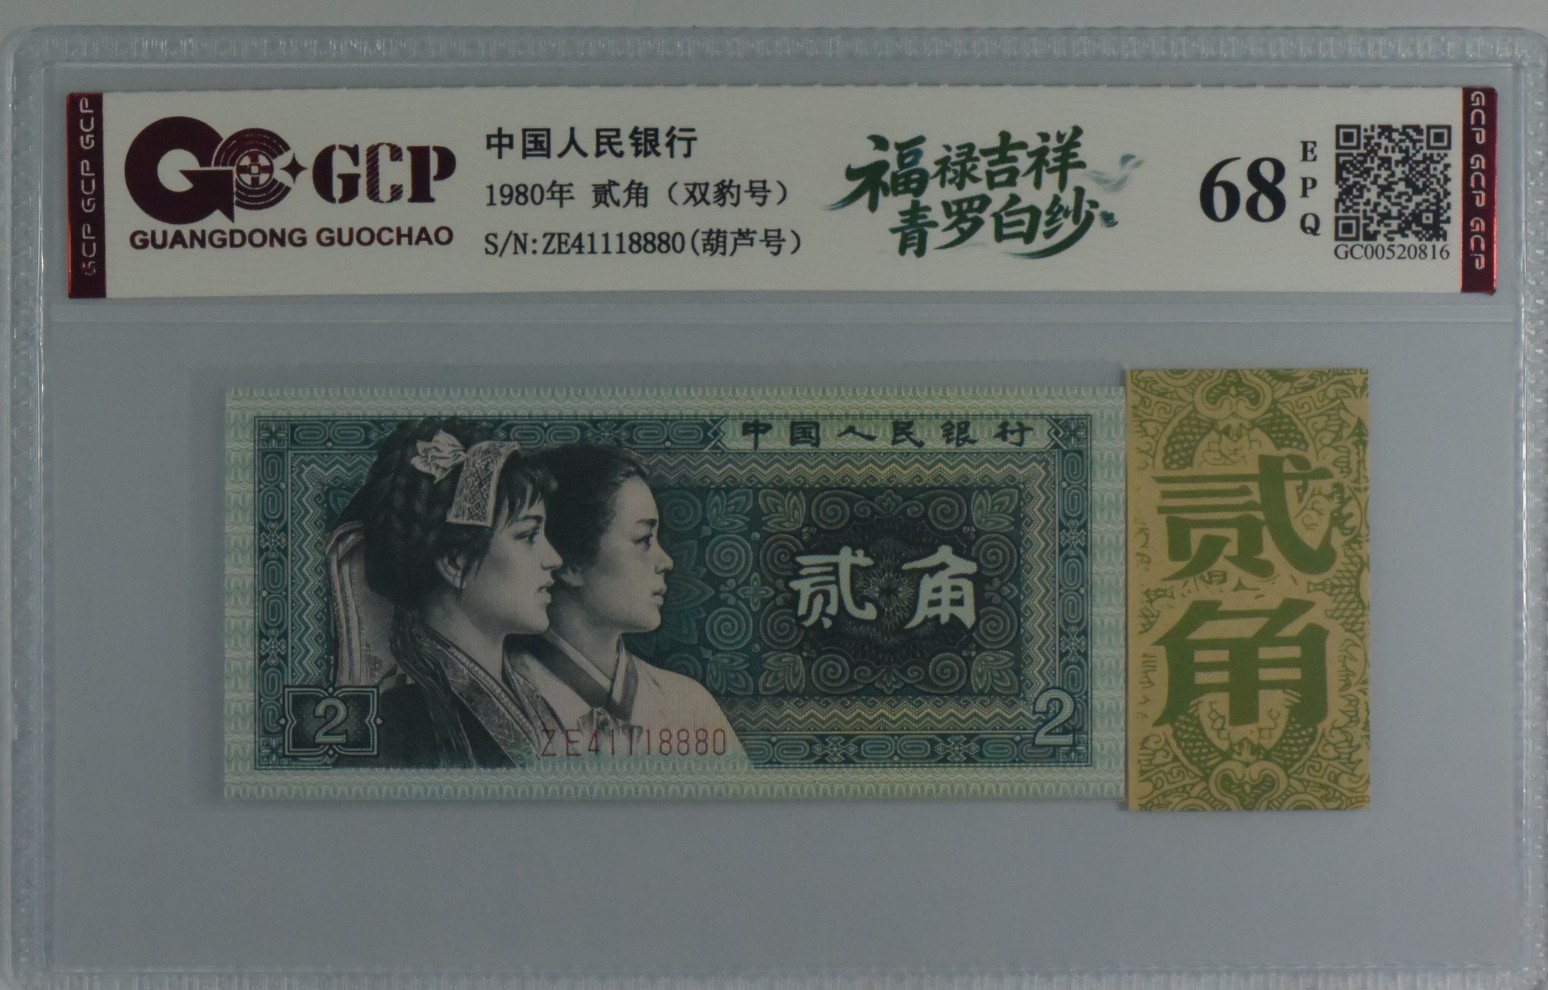 GCP GCP GCP
GCP
GUANGDONG GUOCHAO
中国人民银行
1980年 贰角（双豹号）
S/N:ZE41118880(葫芦号)
福禄吉祥
青罗白纱
68
EPQ
GC00520816
GCP GCP GCP
中国人民银行
贰角
2
2
ZE41118880
贰角